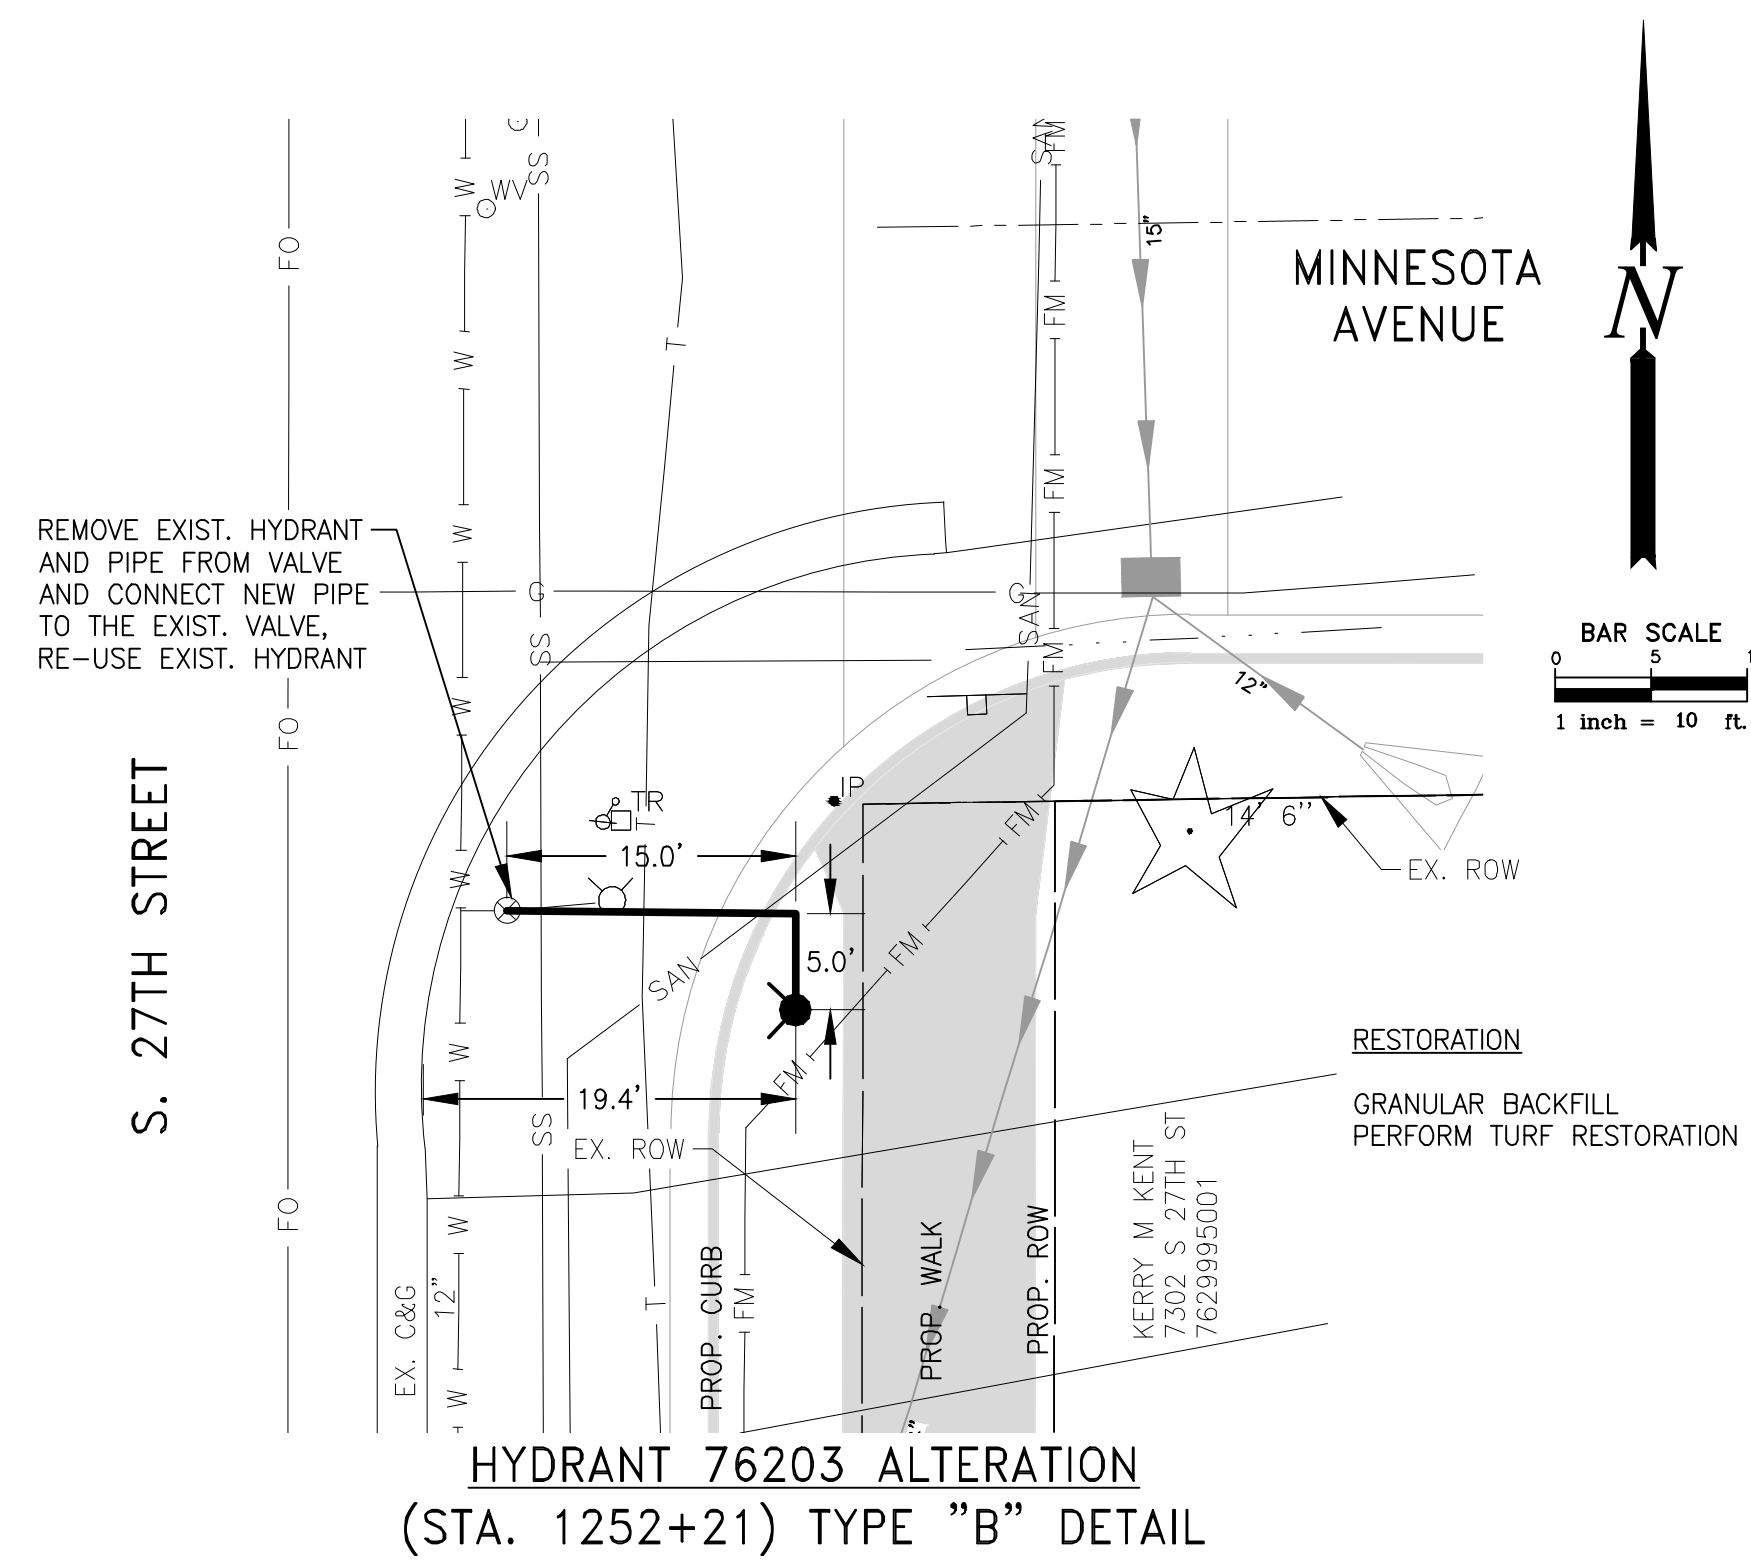 SAN
FM
SS
W
WV
15"
MINNESOTA
AVENUE
N
FO
FM
T
W
FM
REMOVE EXIST. HYDRANT
AND PIPE FROM VALVE
AND CONNECT NEW PIPE
TO THE EXIST. VALVE,
RE-USE EXIST. HYDRANT
W
G
G
SAN
SS
FM
BAR SCALE
0 5 1
1 inch = 10 ft.
12"
W
FO
S. 27TH STREET
TR
T
IP
FM
14' 6''
EX. ROW
15.0'
W
5.0'
FM
SAN
FM
W
RESTORATION
GRANULAR BACKFILL
PERFORM TURF RESTORATION
19.4'
SS
EX. ROW
KERRY M KENT
7302 S 27TH ST
7629995001
FO
W
EX. C&G
12"
T
PROP. CURB
FM
PROP. WALK
PROP. ROW
W
HYDRANT 76203 ALTERATION
(STA. 1252+21) TYPE "B" DETAIL